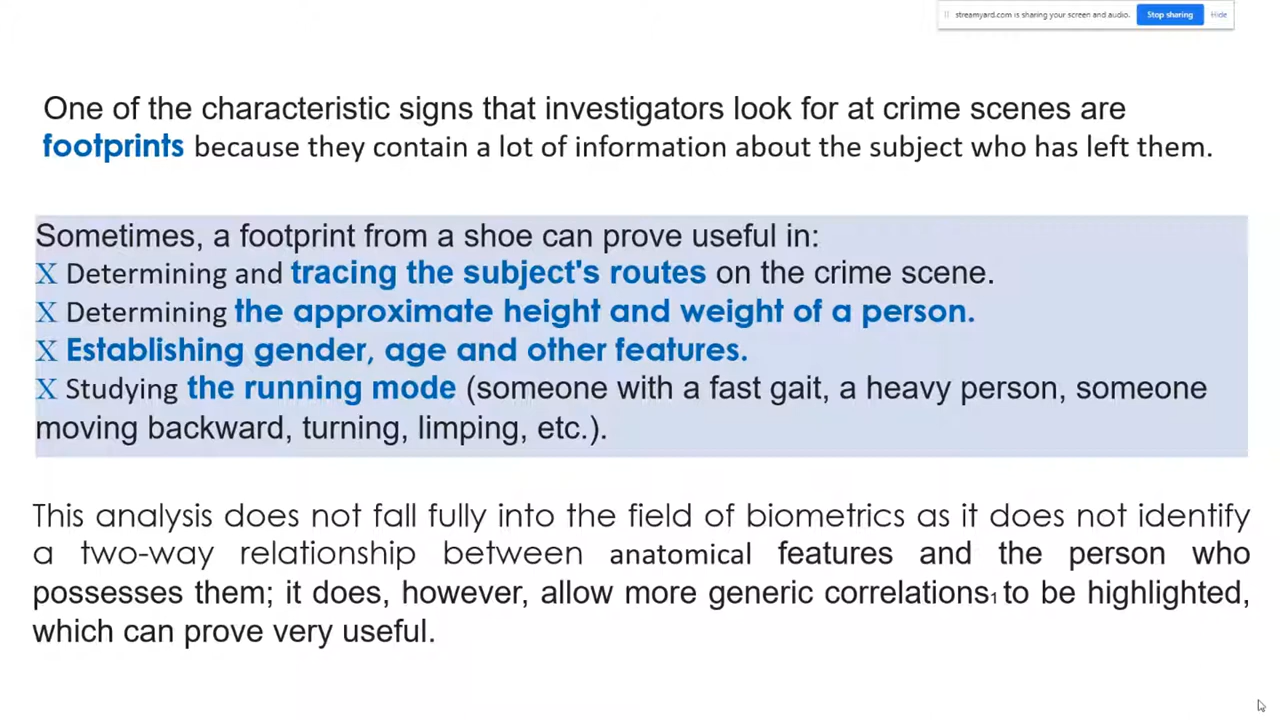 streamyard.com is sharing your screen and audio. Stop sharing Hide
One of the characteristic signs that investigators look for at crime scenes are
footprints because they contain a lot of information about the subject who has left them.
Sometimes, a footprint from a shoe can prove useful in:
X Determining and tracing the subject's routes on the crime scene.
X Determining the approximate height and weight of a person.
X Establishing gender, age and other features.
X Studying the running mode (someone with a fast gait, a heavy person, someone
moving backward, turning, limping, etc.).
This analysis does not fall fully into the field of biometrics as it does not identify
a two-way relationship between anatomical features and the person who
possesses them; it does, however, allow more generic correlations1 to be highlighted,
which can prove very useful.